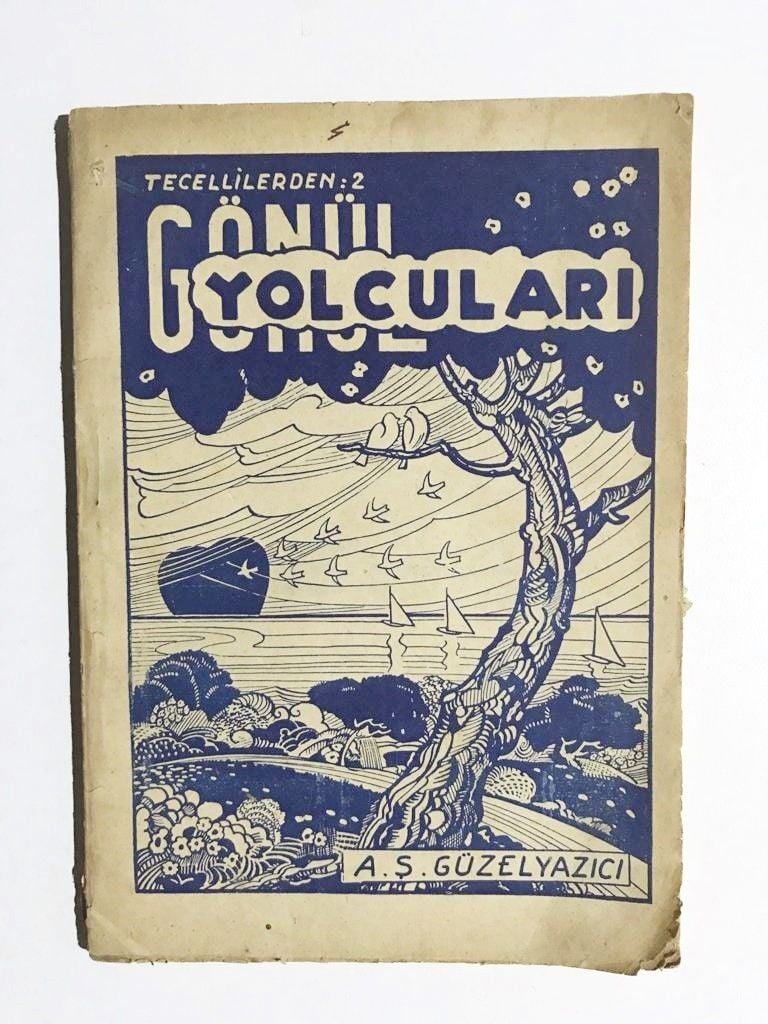 TECELLİLERDEN: 2
GÖNÜL
YOLCULARI
A. Ş. GÜZELYAZICI